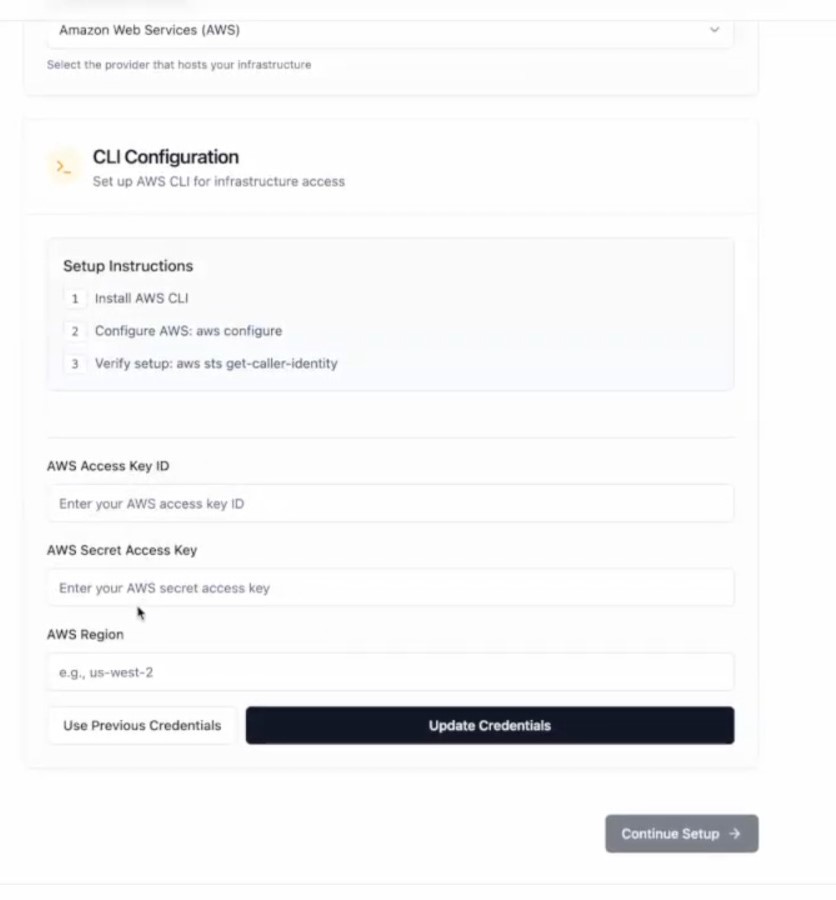 Amazon Web Services (AWS)
Select the provider that hosts your infrastructure
>_
CLI Configuration
Set up AWS CLI for infrastructure access
Setup Instructions
1 Install AWS CLI
2 Configure AWS: aws configure
3 Verify setup: aws sts get-caller-identity
AWS Access Key ID
Enter your AWS access key ID
AWS Secret Access Key
Enter your AWS secret access key
AWS Region
e.g., us-west-2
Use Previous Credentials
Update Credentials
Continue Setup →